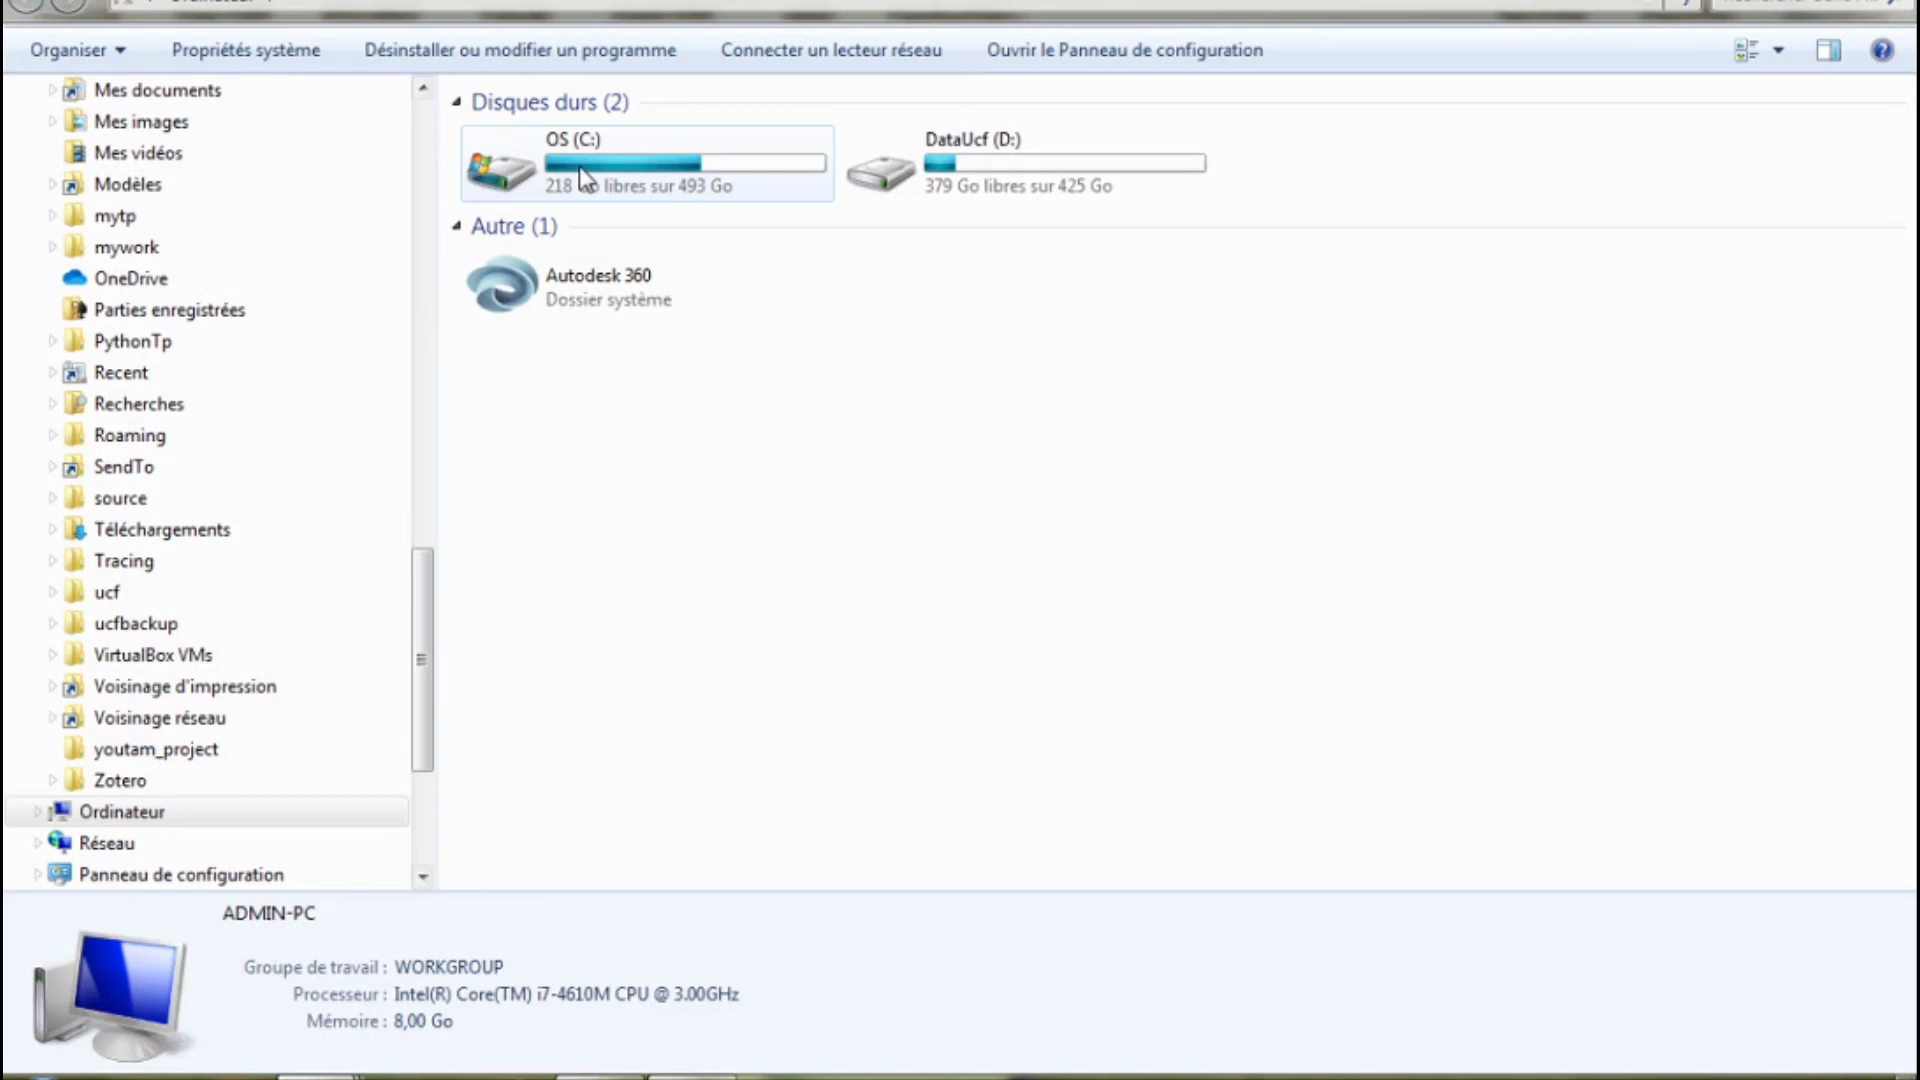 Organiser Propriétés système Désinstaller ou modifier un programme Connecter un lecteur réseau Ouvrir le Panneau de configuration
Mes documents
Mes images
Mes vidéos
Modèles
mytp
mywork
OneDrive
Parties enregistrées
PythonTp
Recent
Recherches
Roaming
SendTo
source
Téléchargements
Tracing
ucf
ucfbackup
VirtualBox VMs
Voisinage d'impression
Voisinage réseau
youtam_project
Zotero
Ordinateur
Réseau
Panneau de configuration
Disques durs (2)
OS (C:)
218 libres sur 493 Go
DataUcf (D:)
379 Go libres sur 425 Go
Autre (1)
Autodesk 360
Dossier système
ADMIN-PC
Groupe de travail : WORKGROUP
Processeur : Intel(R) Core(TM) i7-4610M CPU @ 3.00GHz
Mémoire : 8,00 Go